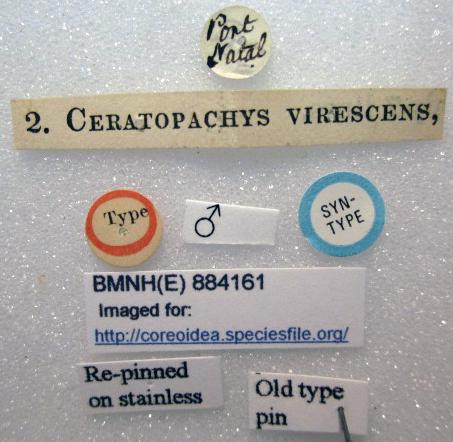 Port
Natal
2. CERATOPACHYS VIRESCENS,
Type
♂
SYN-
TYPE
BMNH(E) 884161
Imaged for:
http://coreoidea.speciesfile.org/
Re-pinned
on stainless
Old type
pin